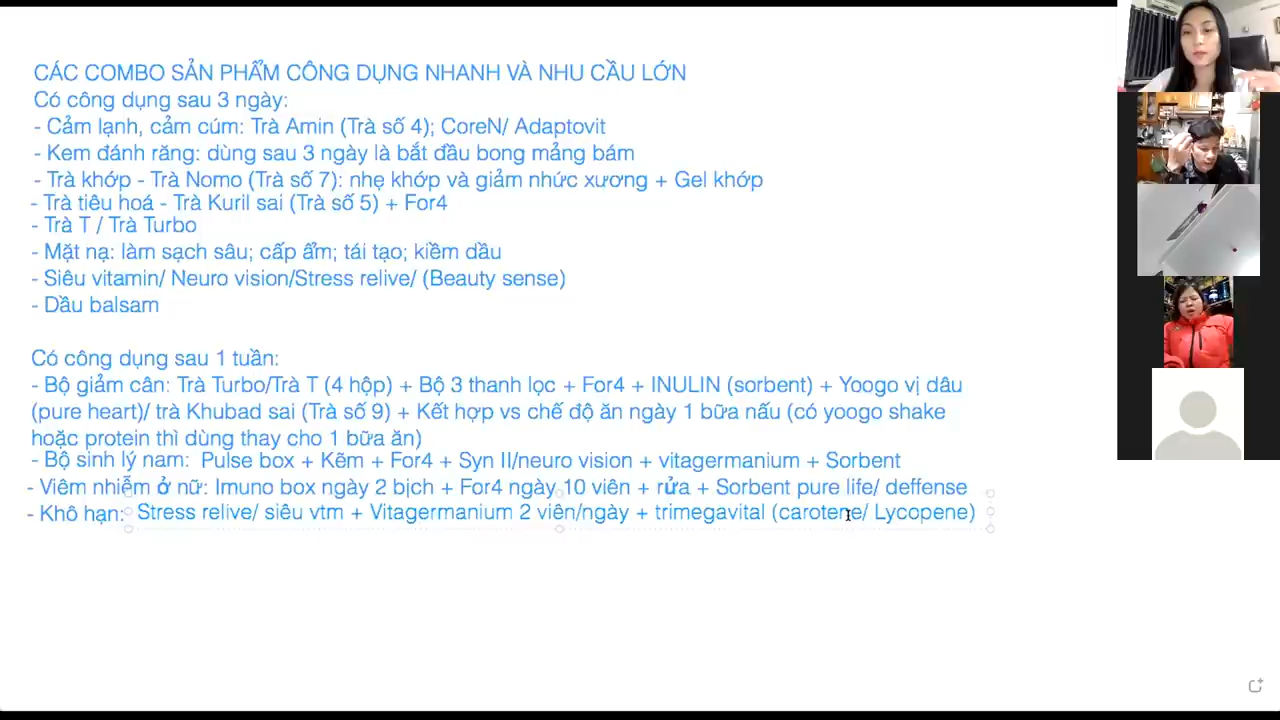 CÁC COMBO SẢN PHẨM CÔNG DỤNG NHANH VÀ NHU CẦU LỚN
Có công dụng sau 3 ngày:
- Cảm lạnh, cảm cúm: Trà Amin (Trà số 4); CoreN/ Adaptovit
- Kem đánh răng: dùng sau 3 ngày là bắt đầu bong mảng bám
- Trà khớp - Trà Nomo (Trà số 7): nhẹ khớp và giảm nhức xương + Gel khớp
- Trà tiêu hoá - Trà Kuril sai (Trà số 5) + For4
- Trà T / Trà Turbo
- Mặt nạ: làm sạch sâu; cấp ẩm; tái tạo; kiềm dầu
- Siêu vitamin/ Neuro vision/Stress relive/ (Beauty sense)
- Dầu balsam
Có công dụng sau 1 tuần:
- Bộ giảm cân: Trà Turbo/Trà T (4 hộp) + Bộ 3 thanh lọc + For4 + INULIN (sorbent) + Yoogo vị dâu
(pure heart)/ trà Khubad sai (Trà số 9) + Kết hợp vs chế độ ăn ngày 1 bữa nấu (có yoogo shake
hoặc protein thì dùng thay cho 1 bữa ăn)
- Bộ sinh lý nam: Pulse box + Kẽm + For4 + Syn II/neuro vision + vitagermanium + Sorbent
- Viêm nhiễm ở nữ: Imuno box ngày 2 bịch + For4 ngày 10 viên + rửa + Sorbent pure life/ deffense
- Khô hạn: Stress relive/ siêu vtm + Vitagermanium 2 viên/ngày + trimegavital (carotene/ Lycopene)